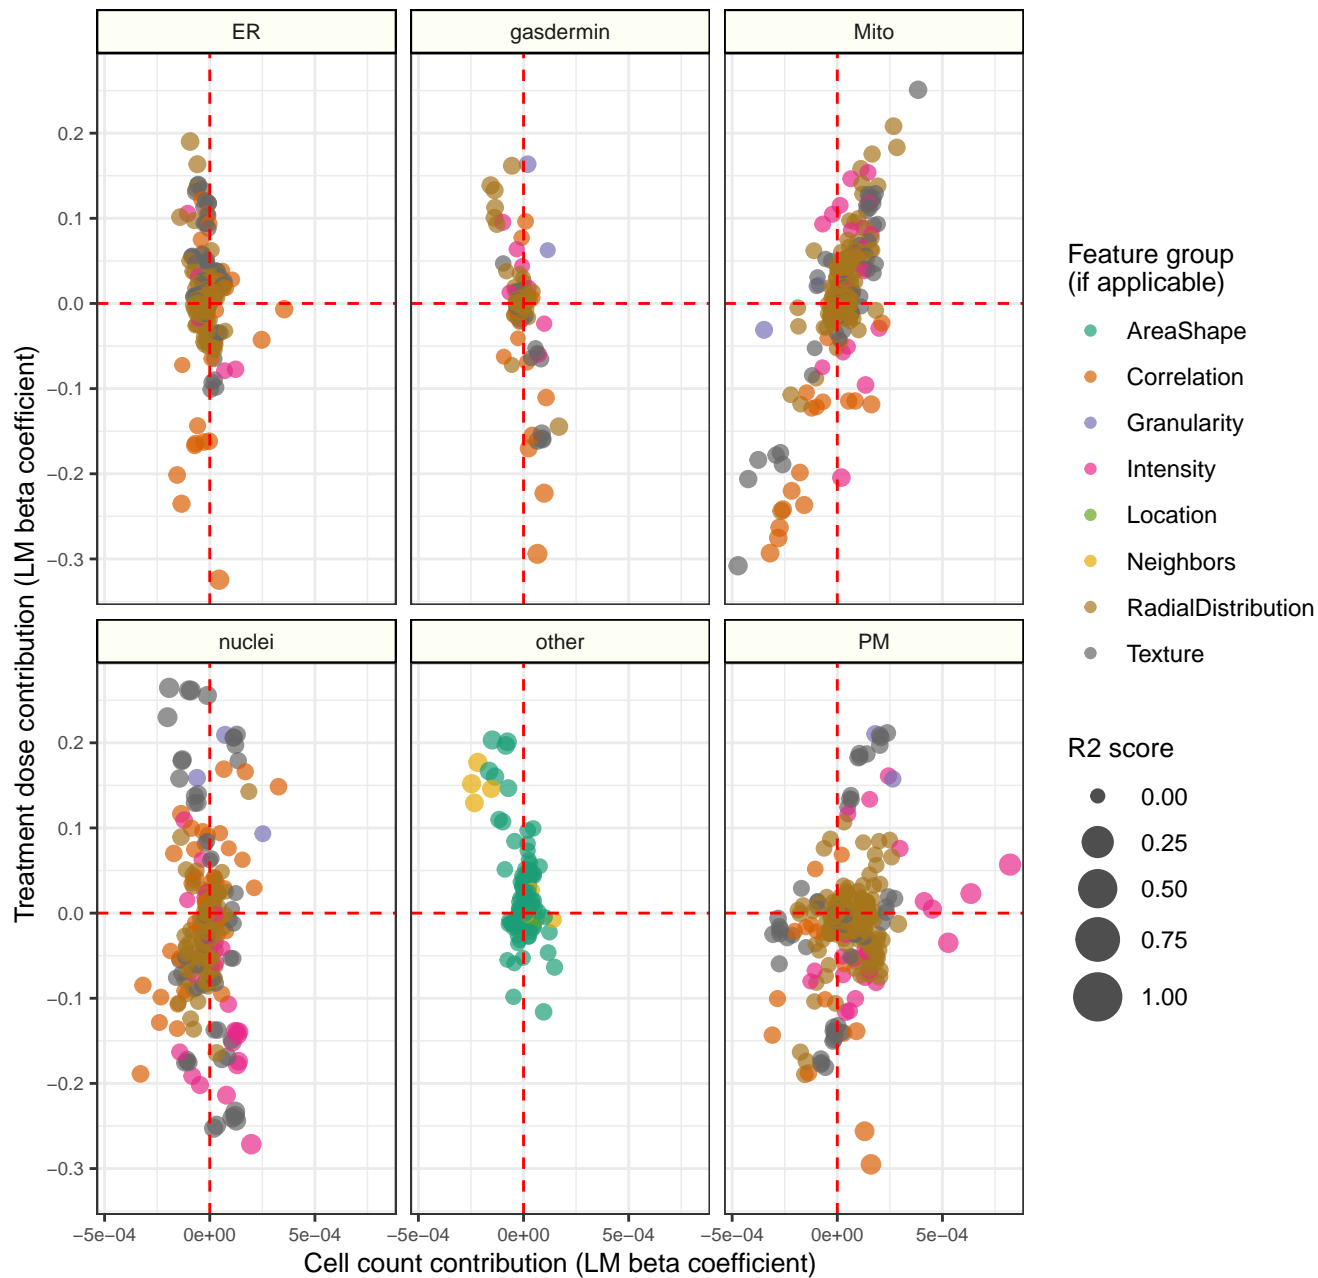 ER
gasdermin
Mito
0.2
0.1
0.0
−0.1
−0.2
−0.3
nuclei
other
PM
0.2
0.1
0.0
−0.1
−0.2
−0.3
−5e−04
0e+00
5e−04
−5e−04
0e+00
5e−04
−5e−04
0e+00
5e−04
Cell count contribution (LM beta coefficient)
Treatment dose contribution (LM beta coefficient)
Feature group
(if applicable)
AreaShape
Correlation
Granularity
Intensity
Location
Neighbors
RadialDistribution
Texture
R2 score
0.00
0.25
0.50
0.75
1.00